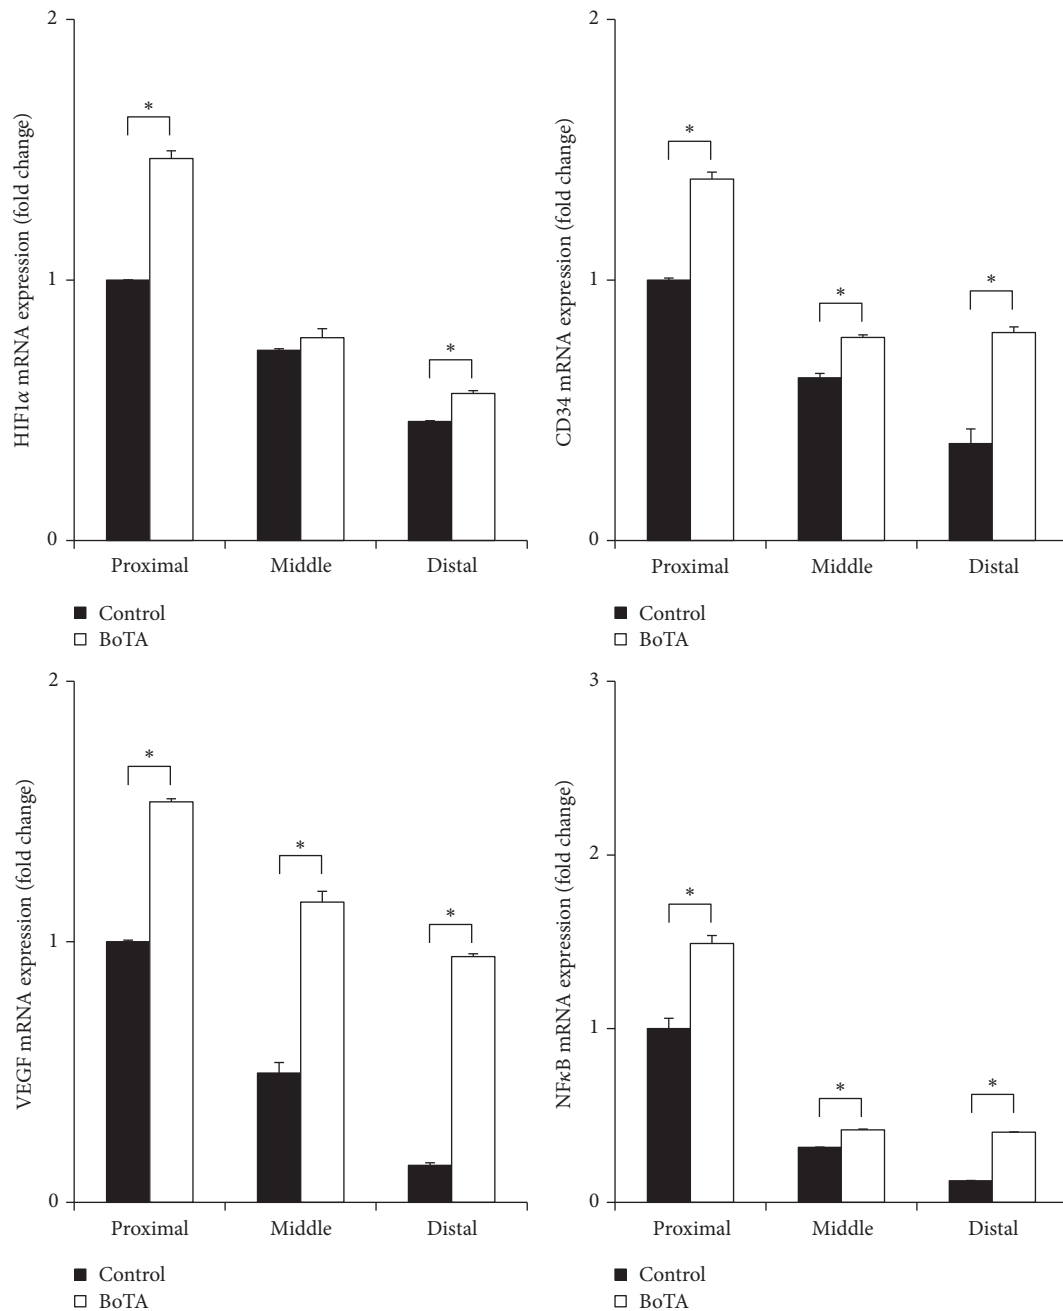 2
1
0
HIF1α mRNA expression (fold change)
*
*
Proximal Middle Distal
Control
BoTA
2
1
0
CD34 mRNA expression (fold change)
*
*
*
Proximal Middle Distal
Control
BoTA
2
1
0
VEGF mRNA expression (fold change)
*
*
*
Proximal Middle Distal
Control
BoTA
3
2
1
0
NFκB mRNA expression (fold change)
*
*
*
Proximal Middle Distal
Control
BoTA